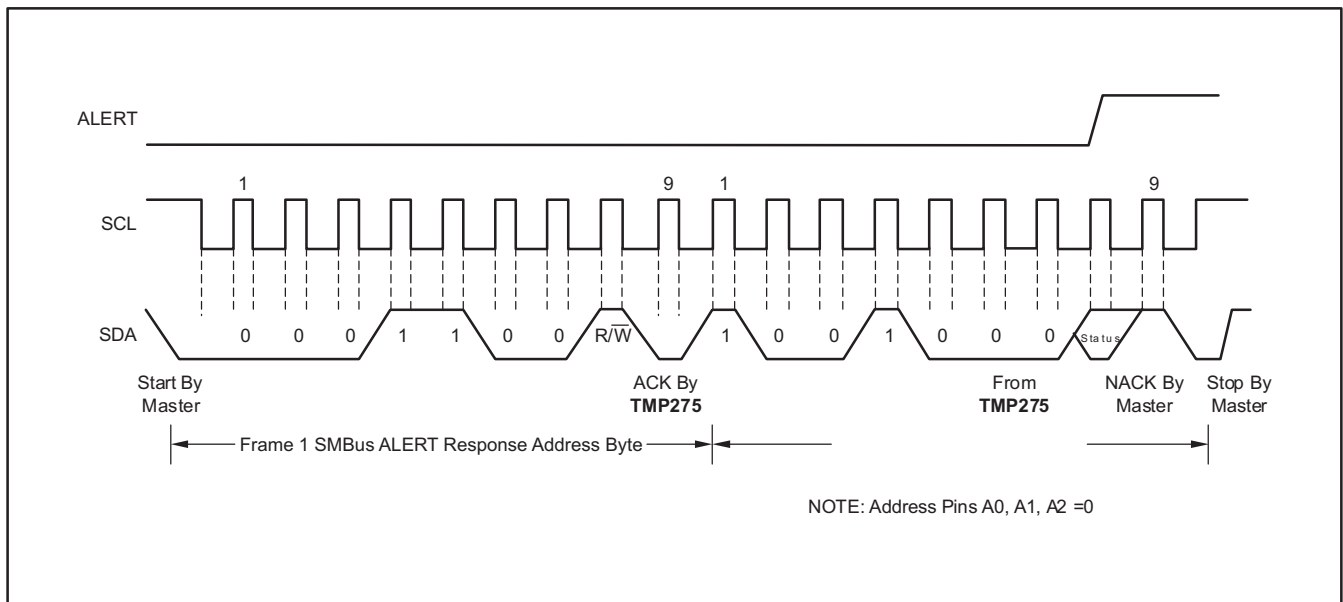 ALERT
1 9 1 9
SCL
SDA 0 0 0 1 1 0 0 R/W̅ 1 0 0 1 0 0 0 Status
Start By
Master
ACK By
TMP275
From
TMP275
NACK By
Master
Stop By
Master
Frame 1 SMBus ALERT Response Address Byte
NOTE: Address Pins A0, A1, A2 =0